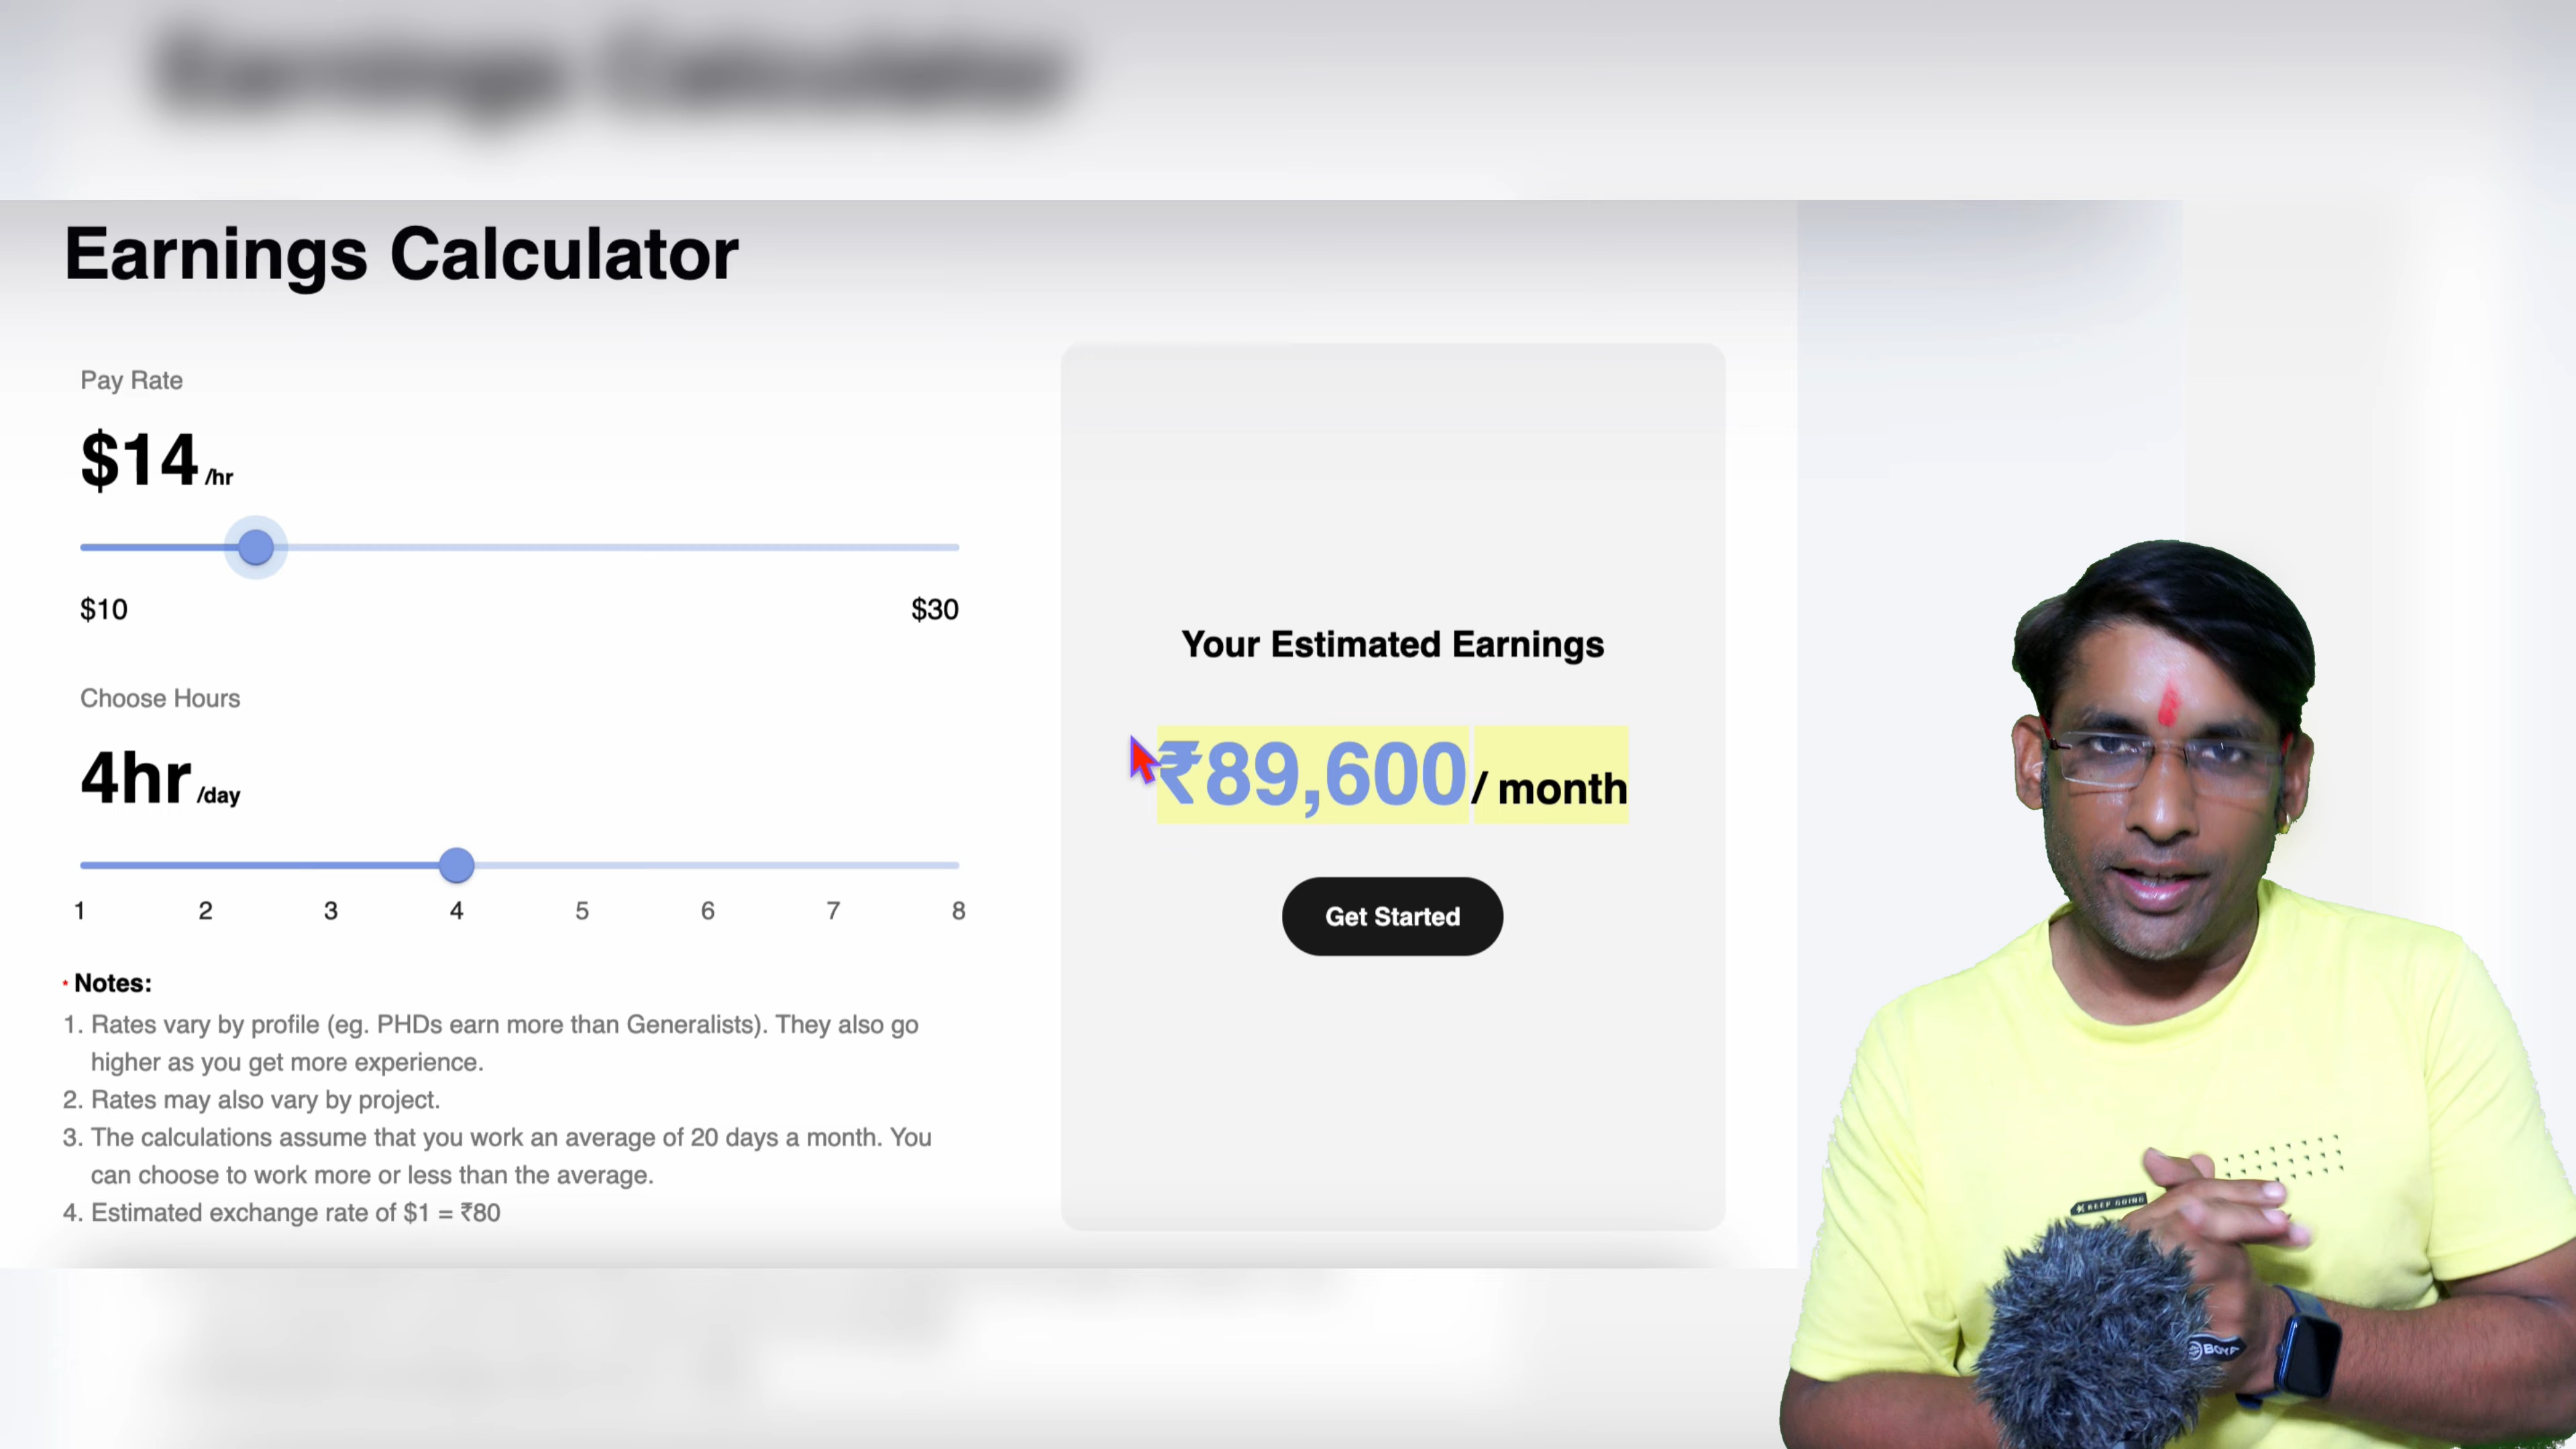 Earnings Calculator
Pay Rate
$14 /hr
$10 $30
Choose Hours
4hr /day
1 2 3 4 5 6 7 8
* Notes:
1. Rates vary by profile (eg. PHDs earn more than Generalists). They also go
higher as you get more experience.
2. Rates may also vary by project.
3. The calculations assume that you work an average of 20 days a month. You
can choose to work more or less than the average.
4. Estimated exchange rate of $1 = ₹80
Your Estimated Earnings
₹89,600 / month
Get Started
KEEP GOING
BOYA